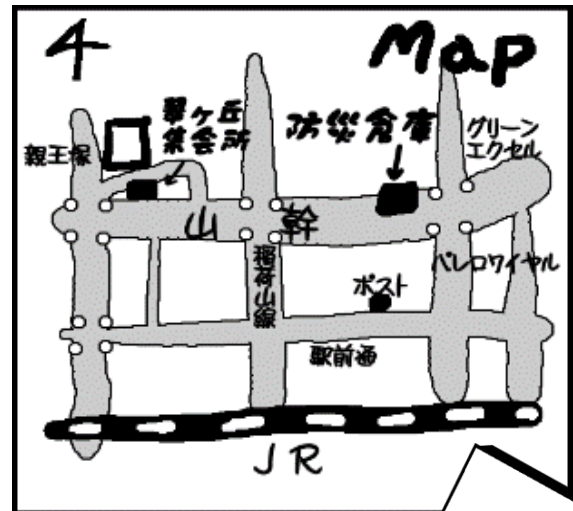 4
Map
翠ヶ丘
集会所
防災倉庫
グリーン
エクセル
親王塚
山 幹
稲荷山線
パレロワイヤル
ポスト
駅前通
JR